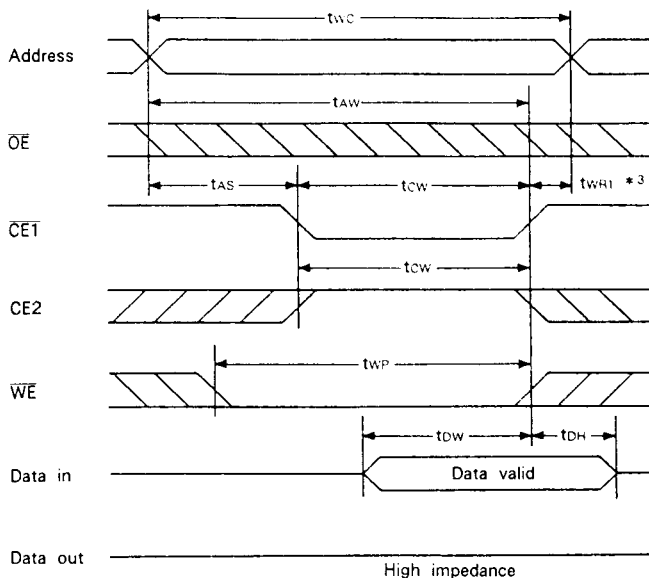 tWC
Address
tAW
OE
tAS
tCW
tWR1 *3
CE1
tCW
CE2
tWP
WE
tDW
tDH
Data in
Data valid
Data out
High impedance